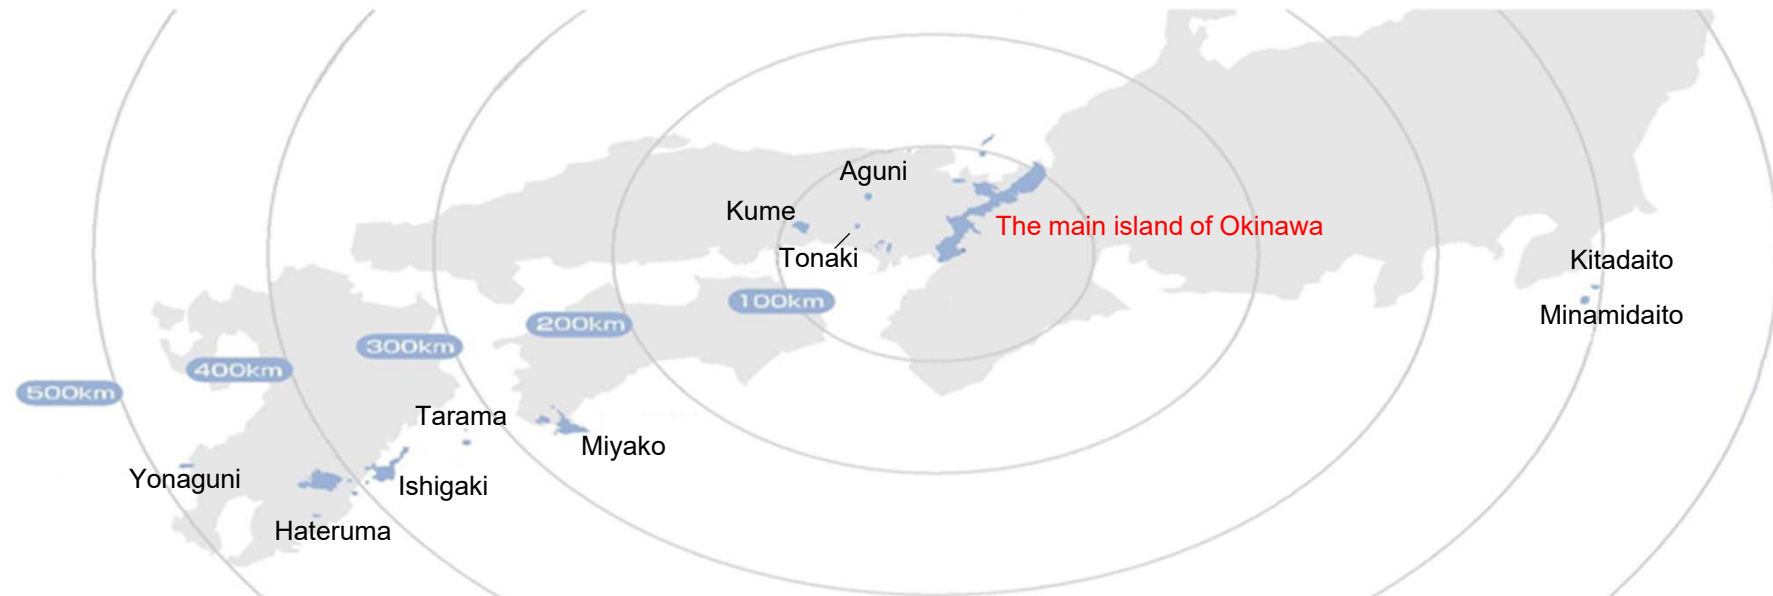 Aguni
Kume
The main island of Okinawa
Tonaki
Kitadaito
100km
Minamidaito
200km
300km
400km
500km
Tarama
Miyako
Yonaguni
Ishigaki
Hateruma